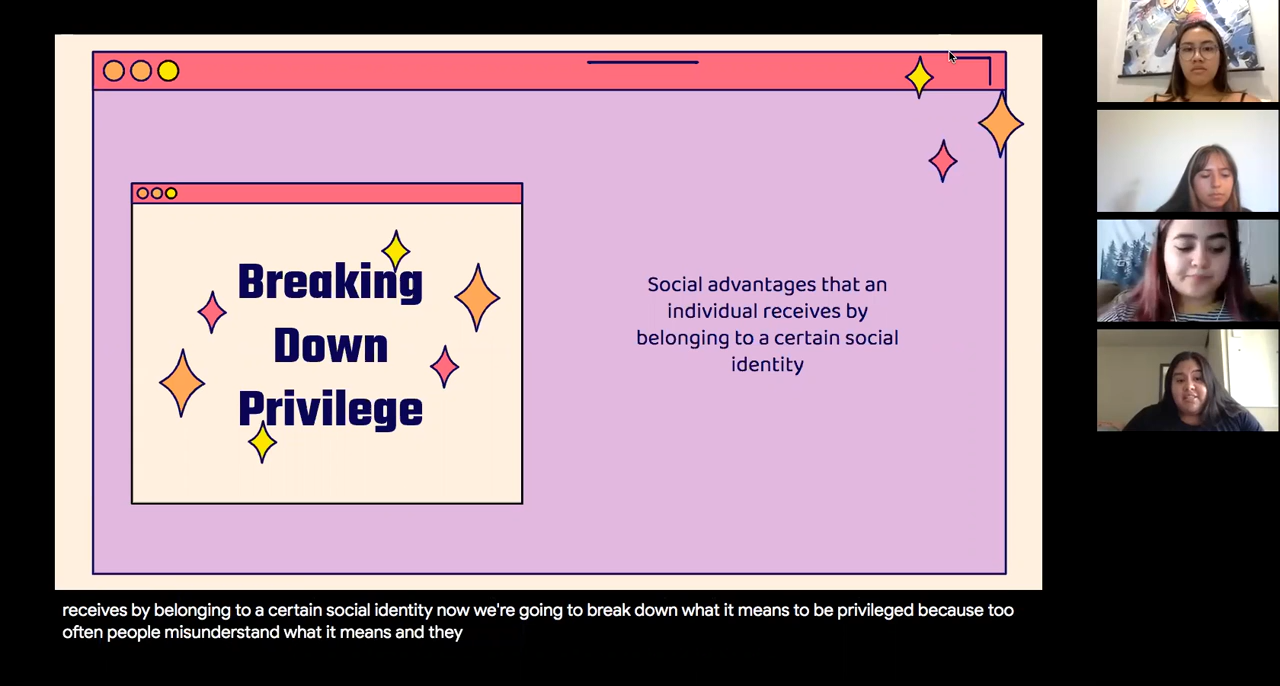 Breaking
Down
Privilege
Social advantages that an
individual receives by
belonging to a certain social
identity
receives by belonging to a certain social identity now we're going to break down what it means to be privileged because too
often people misunderstand what it means and they